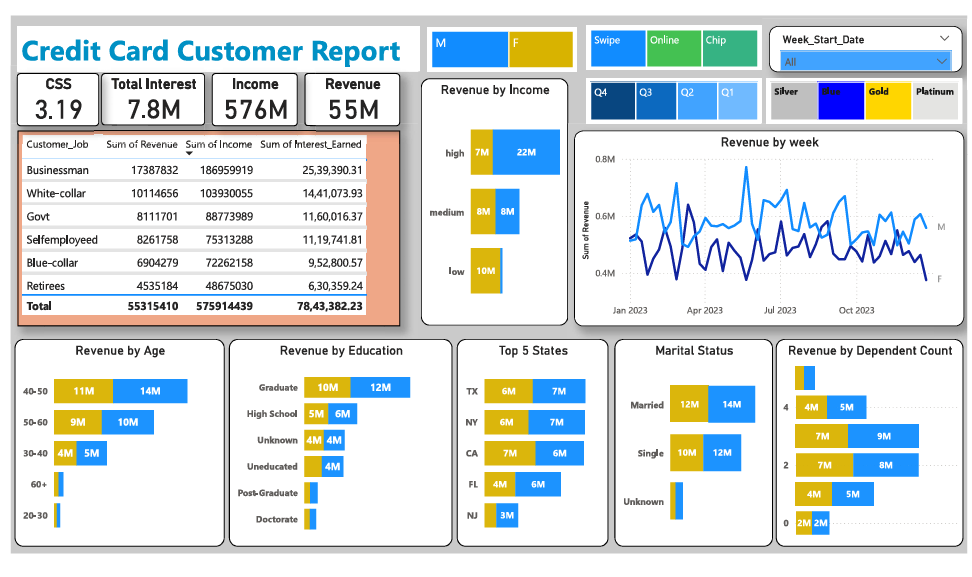 Credit Card Customer Report
M F
Swipe Online Chip
Week_Start_Date
All
CSS
3.19
Total Interest
7.8M
Income
576M
Revenue
55M
Q4 Q3 Q2 Q1
Silver Blue Gold Platinum
Customer_Job Sum of Revenue Sum of Income Sum of Interest_Earned
Businessman 17387832 186959919 25,39,390.31
White-collar 10114656 103930055 14,41,073.93
Govt 8111701 88773989 11,60,016.37
Selfemployeed 8261758 75313288 11,19,741.81
Blue-collar 6904279 72262158 9,52,800.57
Retirees 4535184 48675030 6,30,359.24
Total 55315410 575914439 78,43,382.23
Revenue by Income
high 7M 22M
medium 8M 8M
low 10M
Revenue by week
Sum of Revenue
0.8M
0.6M
0.4M
M
F
Jan 2023 Apr 2023 Jul 2023 Oct 2023
Revenue by Age
40-50 11M 14M
50-60 9M 10M
30-40 4M 5M
60+
20-30
Revenue by Education
Graduate 10M 12M
High School 5M 6M
Unknown 4M 4M
Uneducated 4M
Post-Graduate
Doctorate
Top 5 States
TX 6M 7M
NY 6M 7M
CA 7M 6M
FL 4M 6M
NJ 3M
Marital Status
Married 12M 14M
Single 10M 12M
Unknown
Revenue by Dependent Count
4 4M 5M
7M 9M
2 7M 8M
4M 5M
0 2M 2M